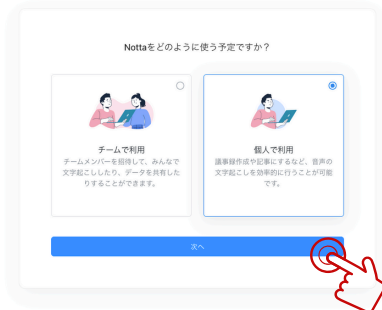 Nottaをどのように使う予定ですか？
チームで利用
チームメンバーを招待して、みんなで
文字起こししたり、データを共有した
りすることができます。
個人で利用
議事録作成や記事にするなど、音声の
文字起こしを効率的に行うことが可能
です。
次へ